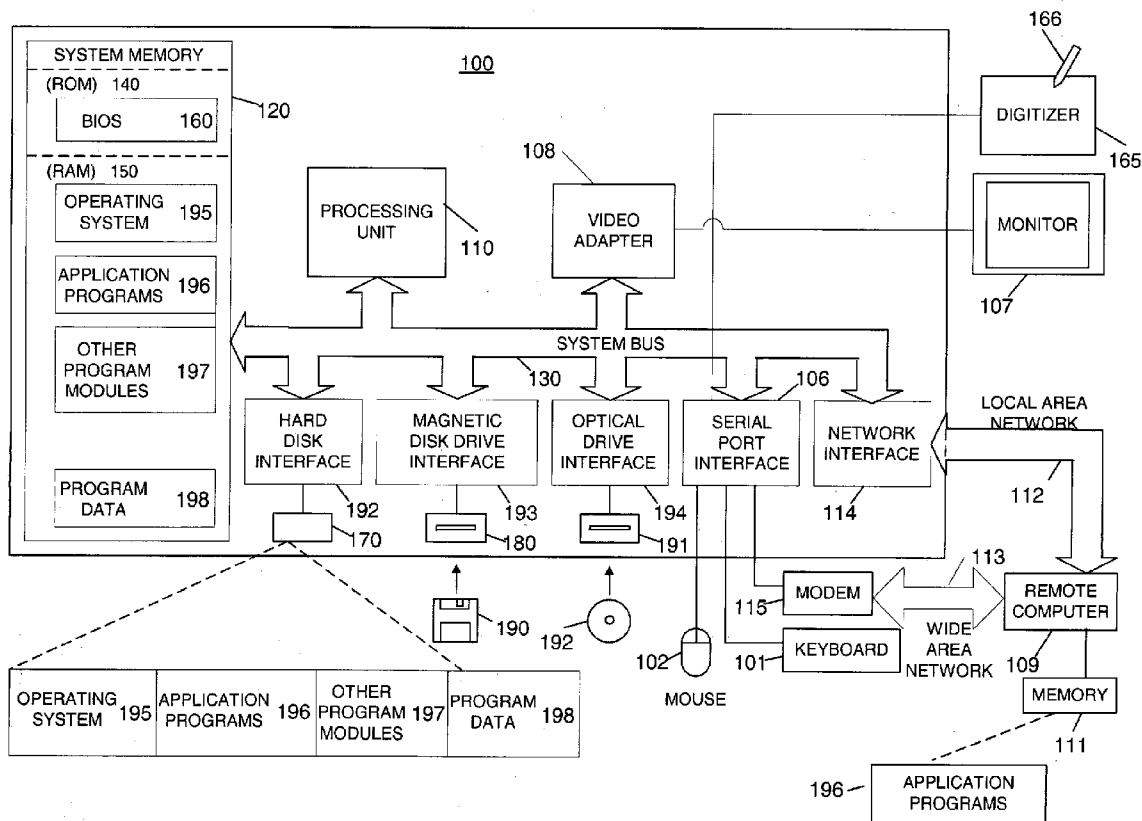 SYSTEM MEMORY
(ROM) 140
BIOS 160
120
(RAM) 150
OPERATING
SYSTEM
195
APPLICATION
PROGRAMS
196
OTHER
PROGRAM
MODULES
197
PROGRAM
DATA
198
100
PROCESSING
UNIT
110
108
VIDEO
ADAPTER
166
DIGITIZER
165
MONITOR
107
SYSTEM BUS
130
106
HARD
DISK
INTERFACE
MAGNETIC
DISK DRIVE
INTERFACE
OPTICAL
DRIVE
INTERFACE
SERIAL
PORT
INTERFACE
NETWORK
INTERFACE
LOCAL AREA
NETWORK
192
193
194
114
112
170
180
191
190
192
113
MODEM
115
REMOTE
COMPUTER
109
WIDE
AREA
NETWORK
102
MOUSE
101
KEYBOARD
MEMORY
111
OPERATING
SYSTEM
195
APPLICATION
PROGRAMS
196
OTHER
PROGRAM
MODULES
197
PROGRAM
DATA
198
196
APPLICATION
PROGRAMS